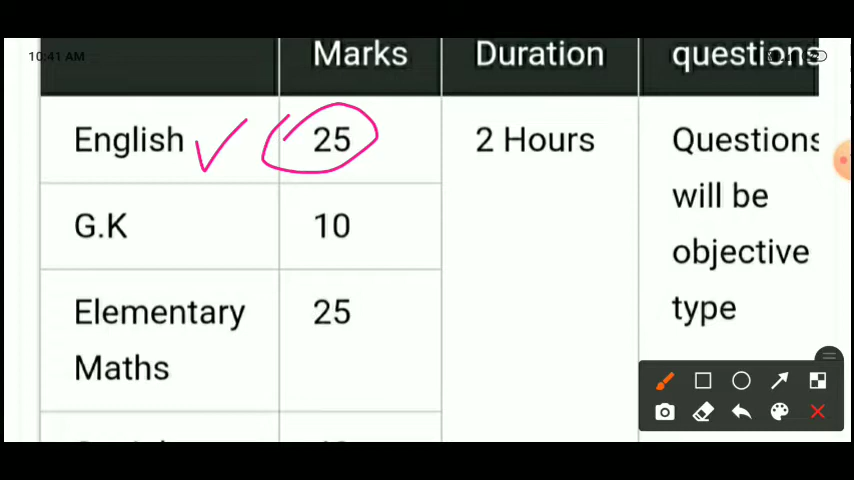 10:41 AM
Marks Duration questions
English 25 2 Hours Questions
will be
G.K 10
objective
Elementary 25 type
Maths